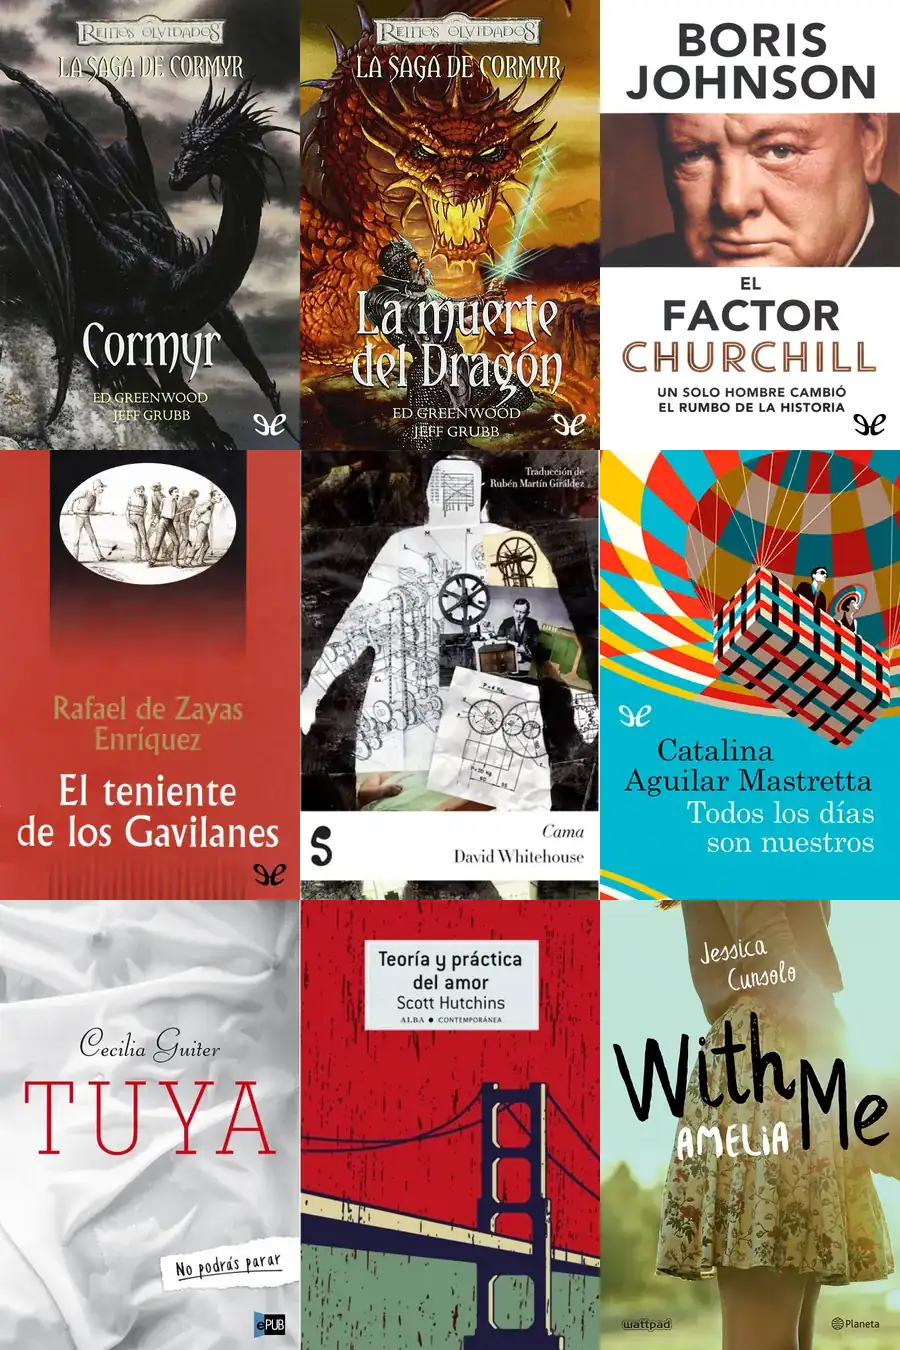 REINOS OLVIDADOS
LA SAGA DE CORMYR
Cormyr
ED GREENWOOD
JEFF GRUBB
REINOS OLVIDADOS
LA SAGA DE CORMYR
La muerte
del Dragón
ED GREENWOOD
JEFF GRUBB
BORIS
JOHNSON
EL
FACTOR
CHURCHILL
UN SOLO HOMBRE CAMBIÓ
EL RUMBO DE LA HISTORIA
Rafael de Zayas
Enríquez
El teniente
de los Gavilanes
Traducción de
Rubén Martín Giráldez
Cama
David Whitehouse
Catalina
Aguilar Mastretta
Todos los días
son nuestros
Cecilia Guiter
TUYA
No podrás parar
ePUB
Teoría y práctica
del amor
Scott Hutchins
ALBA ● CONTEMPORÁNEA
Jessica
Cunsolo
With Me
AMELIA
wattpad
Planeta